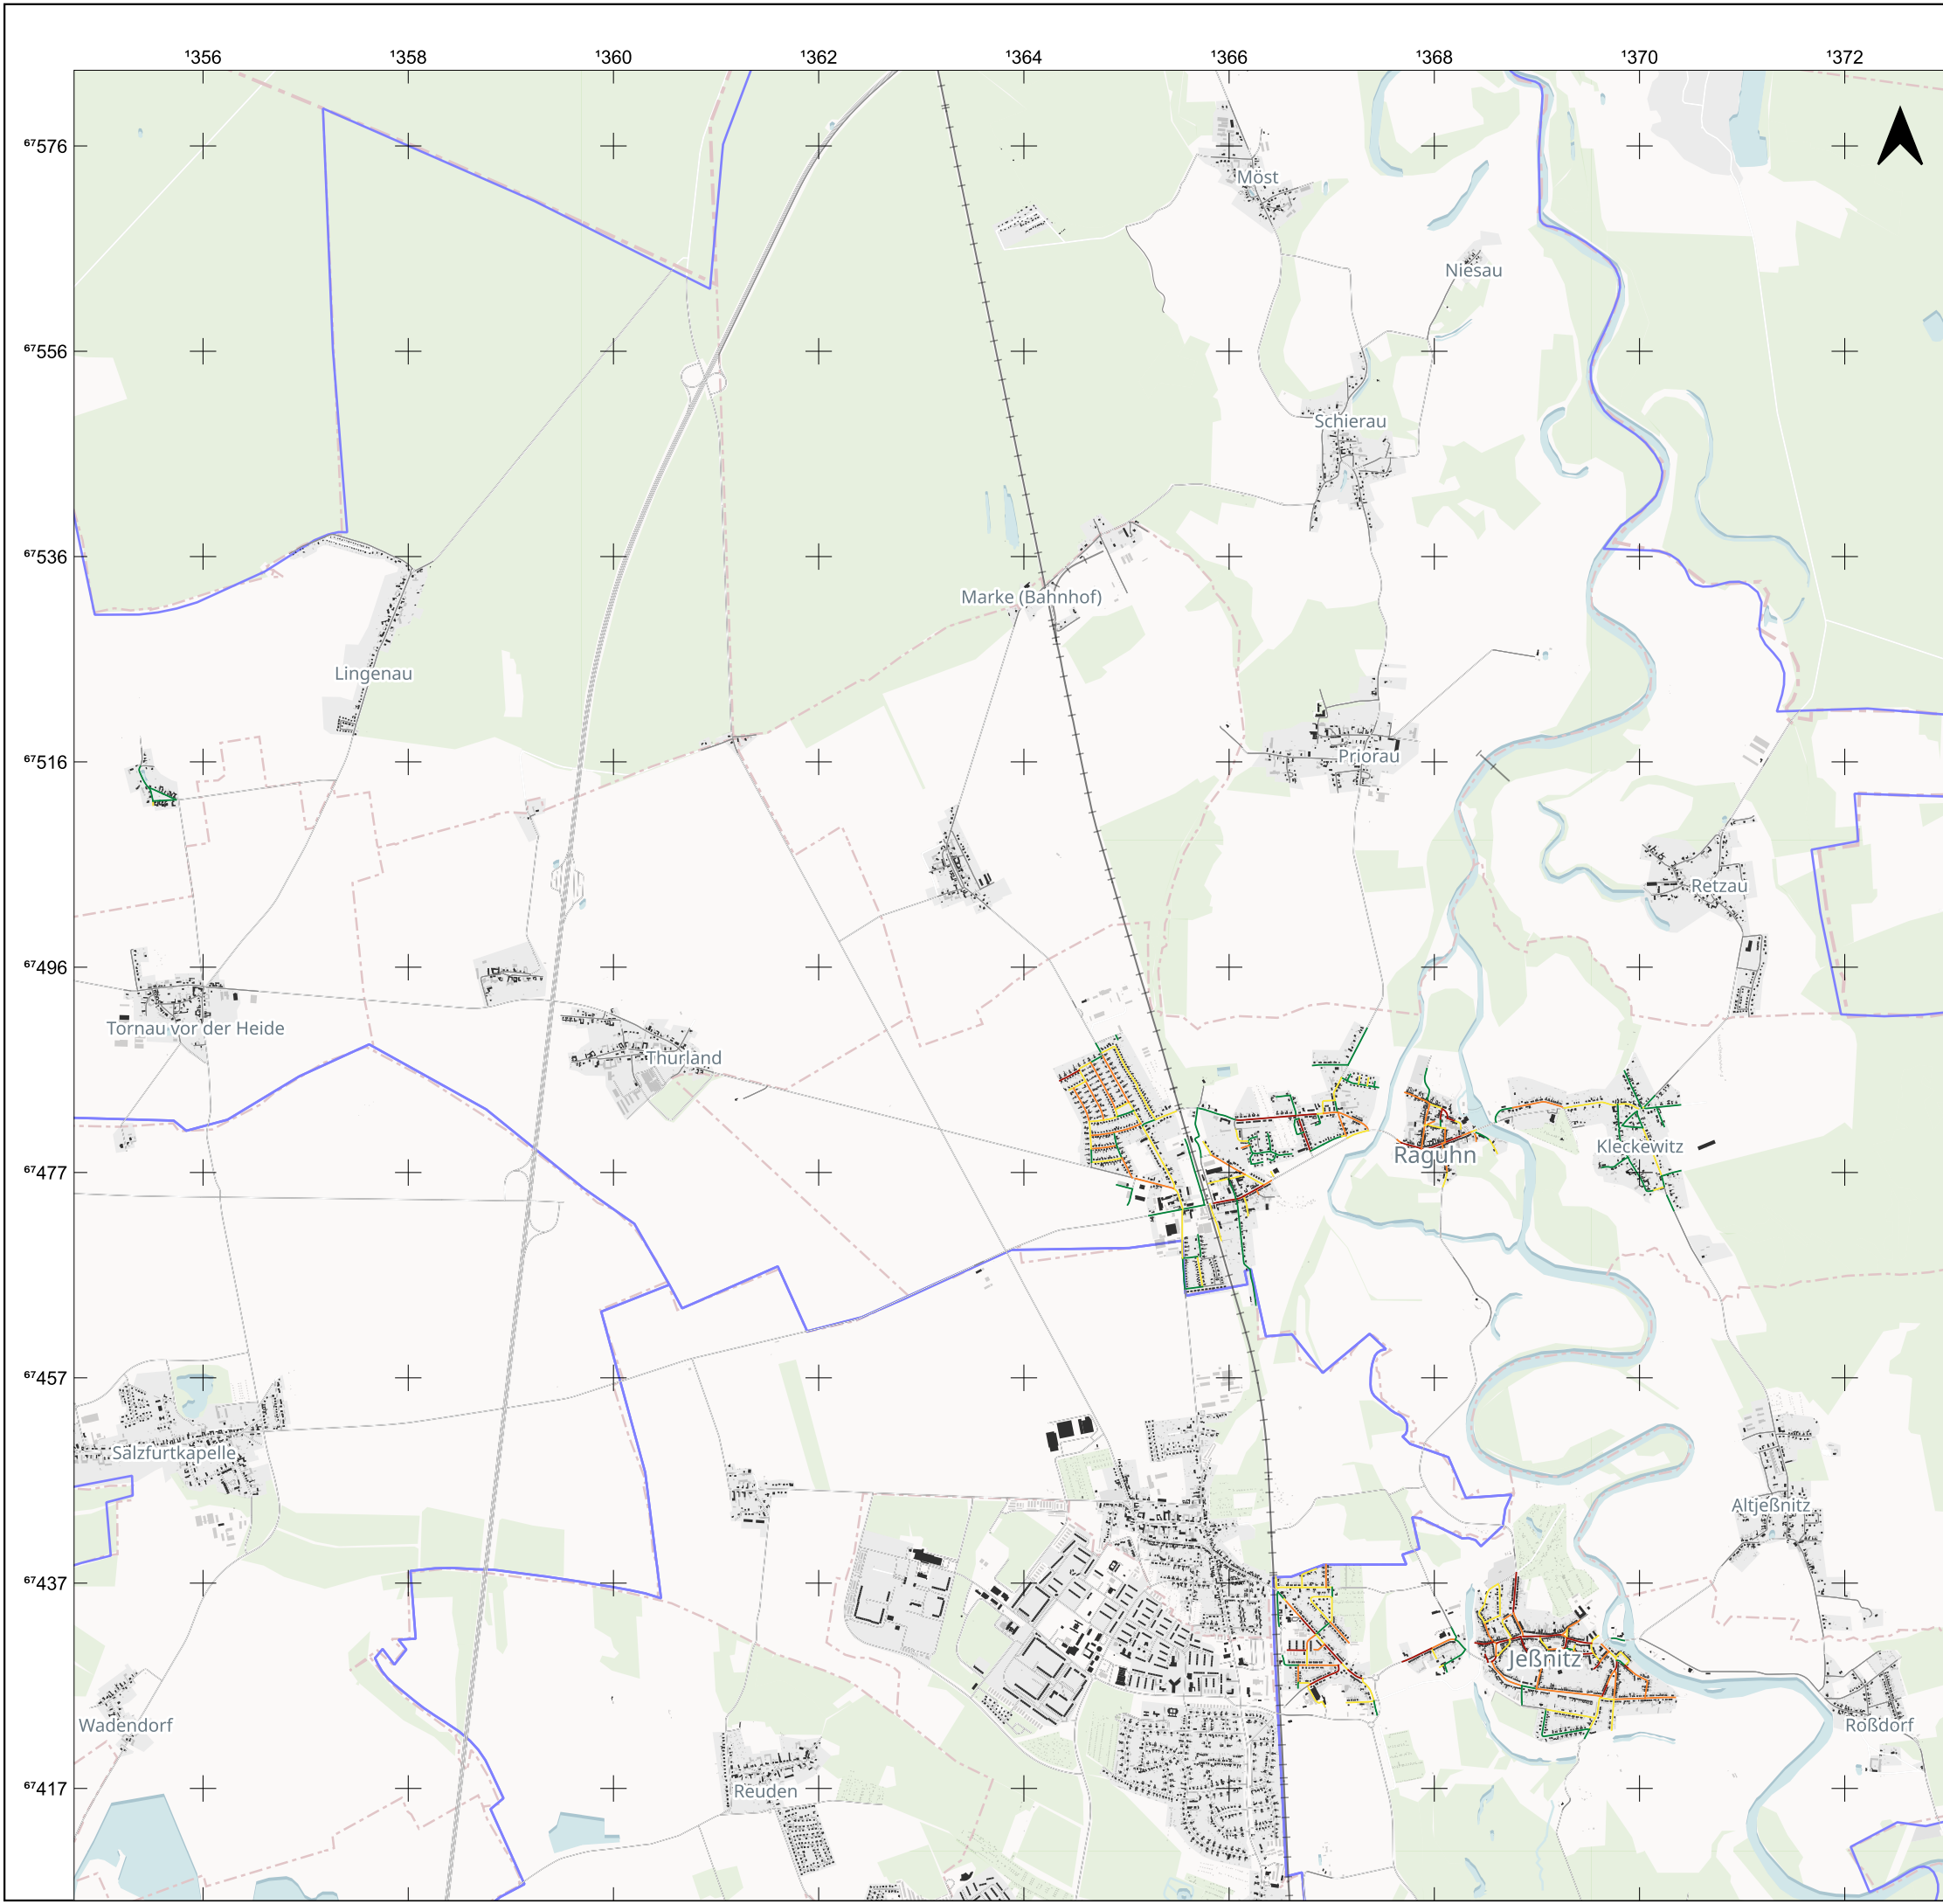 ¹356 ¹358 ¹360 ¹362 ¹364 ¹366 ¹368 ¹370 ¹372
⁶⁷576
Möst
Niesau
⁶⁷556
Schierau
⁶⁷536
Marke (Bahnhof)
Lingenau
⁶⁷516
Priorau
Retzau
⁶⁷496
Tornau vor der Heide
Thurland
Kleckewitz
Raguhn
⁶⁷477
⁶⁷457
Salzfurtkapelle
Altjeßnitz
⁶⁷437
Jeßnitz
Wadendorf
Roßdorf
⁶⁷417
Reuden